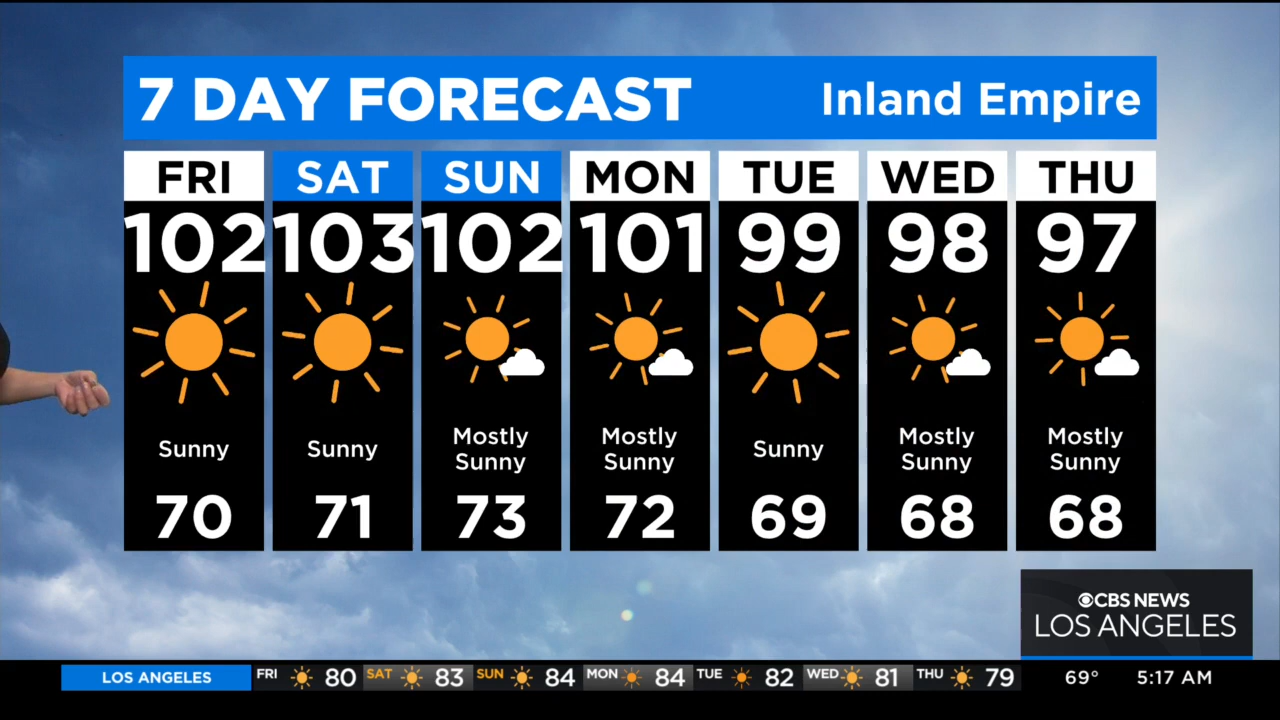 7 DAY FORECAST Inland Empire
FRI SAT SUN MON TUE WED THU
102 103 102 101 99 98 97
Sunny Sunny Mostly Sunny Mostly Sunny Sunny Mostly Sunny Mostly Sunny
70 71 73 72 69 68 68
CBS NEWS
LOS ANGELES
LOS ANGELES FRI 80 SAT 83 SUN 84 MON 84 TUE 82 WED 81 THU 79 69° 5:17 AM